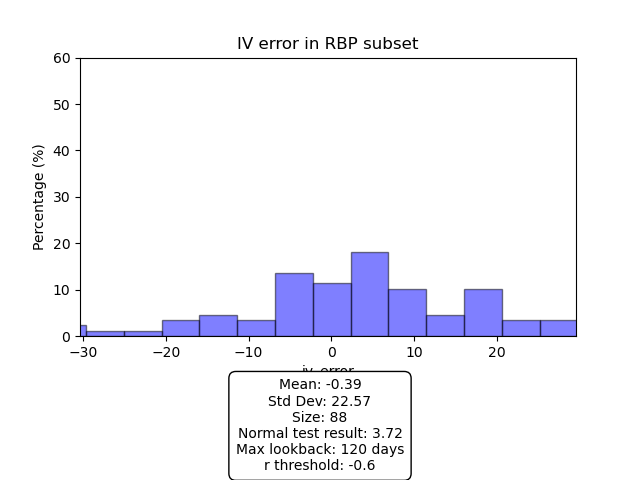 IV error in RBP subset
Percentage (%)
60
50
40
30
20
10
0
−30
−20
−10
0
10
20
iv_error
Mean: -0.39
Std Dev: 22.57
Size: 88
Normal test result: 3.72
Max lookback: 120 days
r threshold: -0.6